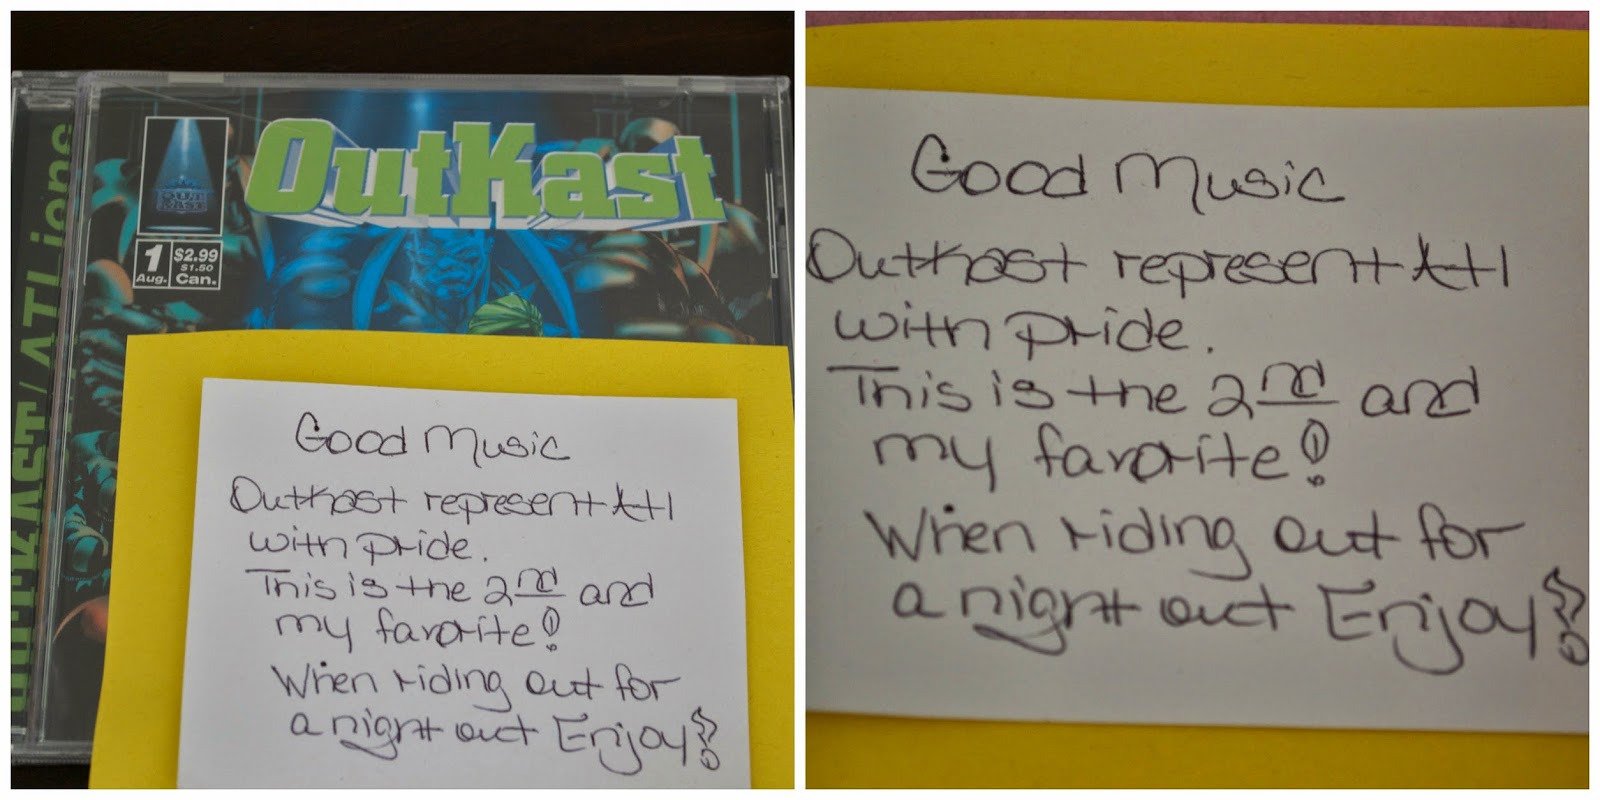 OutKast
1
Aug.
$2.99
$1.50
Can.
OUTKAST/ATLiens
Good Music
Outkast represent Atl
with pride.
This is the 2nd and
my favorite!
When riding out for
a night out Enjoy!
Good Music
Outkast represent Atl
with pride.
This is the 2nd and
my favorite!
When riding out for
a night out Enjoy!